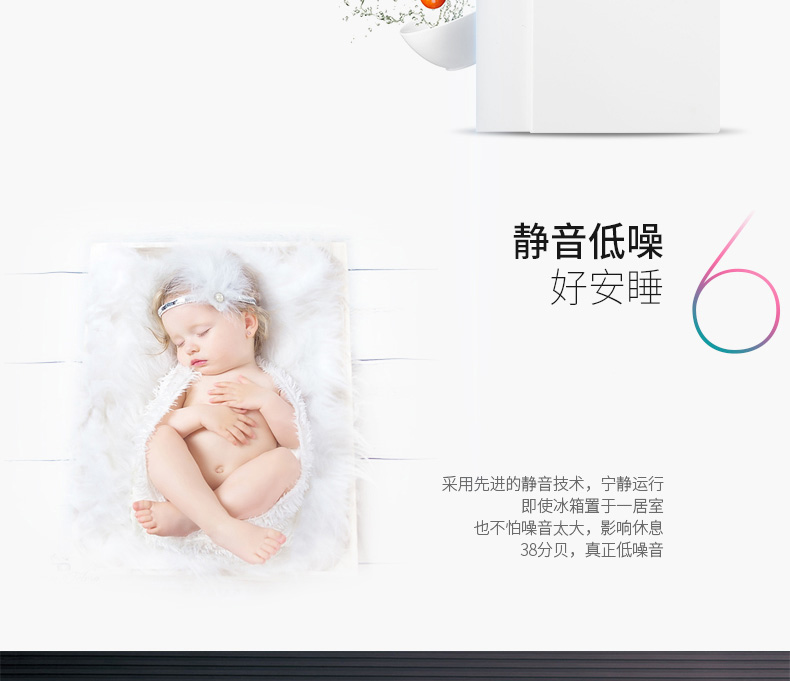 静音低噪
好安睡
6
采用先进的静音技术，宁静运行
即使冰箱置于一居室
也不怕噪音太大，影响休息
38分贝，真正低噪音